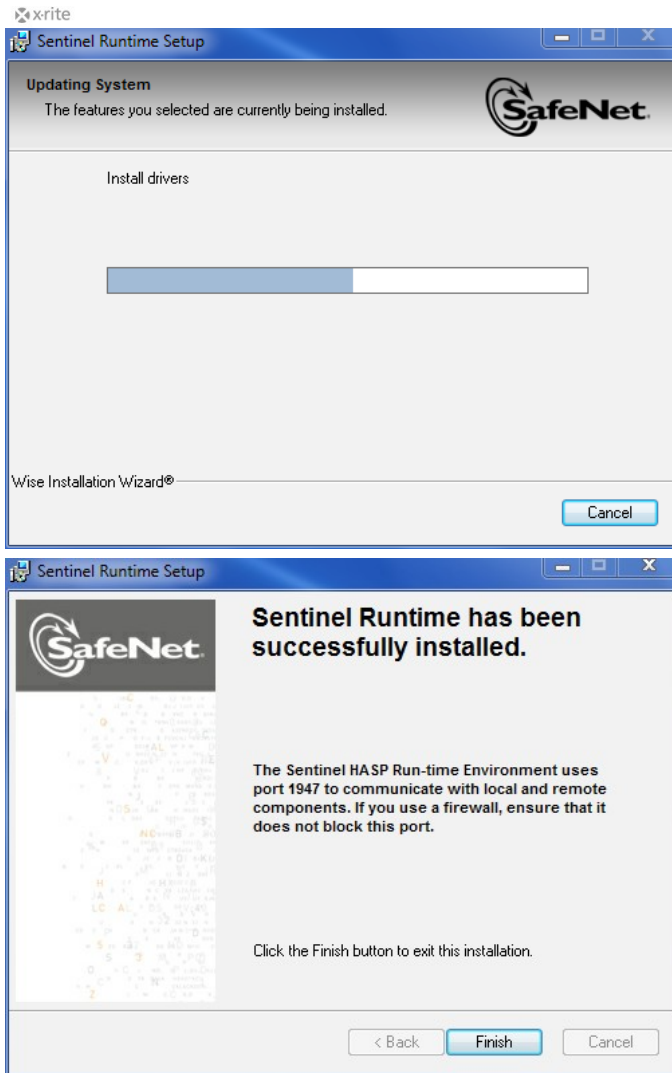 x·rite
Sentinel Runtime Setup
Updating System
The features you selected are currently being installed.
SafeNet.
Install drivers
Wise Installation Wizard®
Cancel
Sentinel Runtime Setup
SafeNet.
Sentinel Runtime has been
successfully installed.
The Sentinel HASP Run-time Environment uses
port 1947 to communicate with local and remote
components. If you use a firewall, ensure that it
does not block this port.
Click the Finish button to exit this installation.
< Back
Finish
Cancel